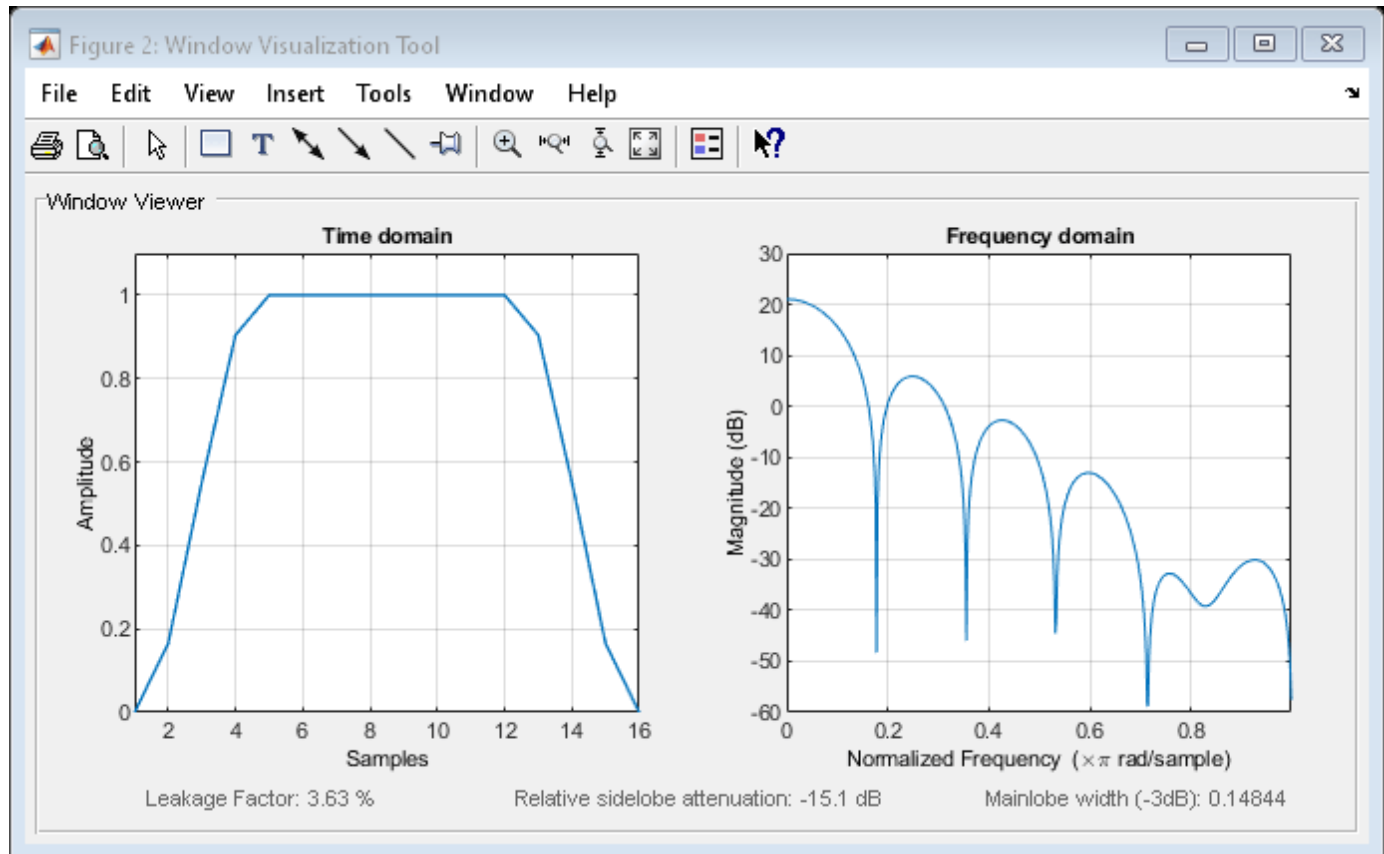 Figure 2: Window Visualization Tool
File Edit View Insert Tools Window Help
T
?
Window Viewer
Time domain
Amplitude
1
0.8
0.6
0.4
0.2
0
2 4 6 8 10 12 14 16
Samples
Frequency domain
Magnitude (dB)
30
20
10
0
-10
-20
-30
-40
-50
-60
0 0.2 0.4 0.6 0.8
Normalized Frequency (×π rad/sample)
Leakage Factor: 3.63 % Relative sidelobe attenuation: -15.1 dB Mainlobe width (-3dB): 0.14844